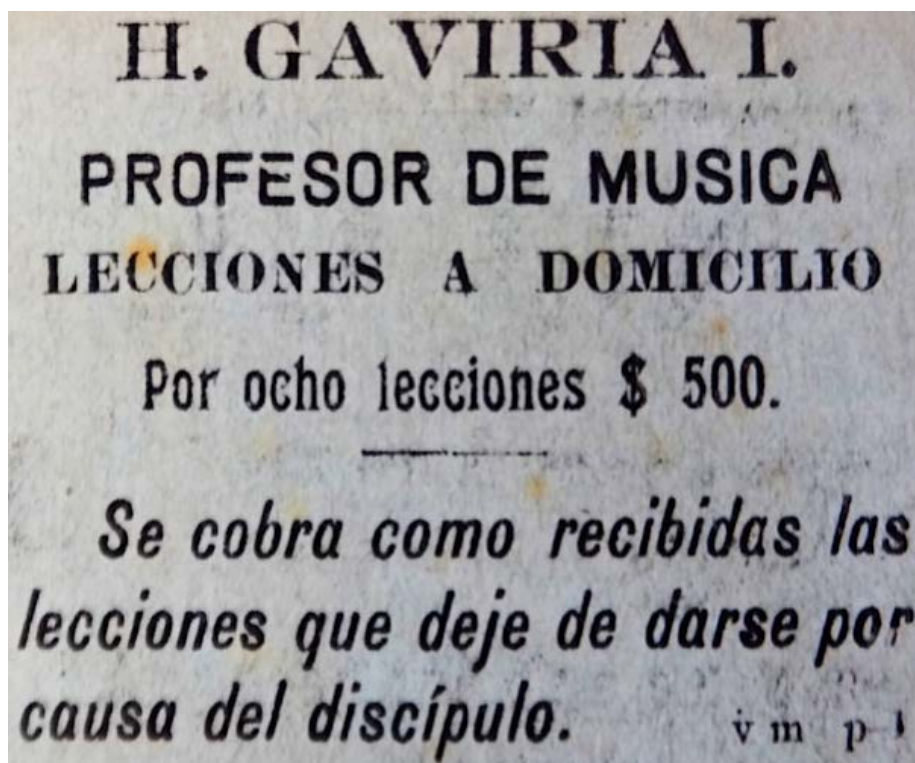 H. GAVIRIA I.
PROFESOR DE MUSICA
LECCIONES A DOMICILIO
Por ocho lecciones $ 500.
Se cobra como recibidas las
lecciones que deje de darse por
causa del discípulo. v m p